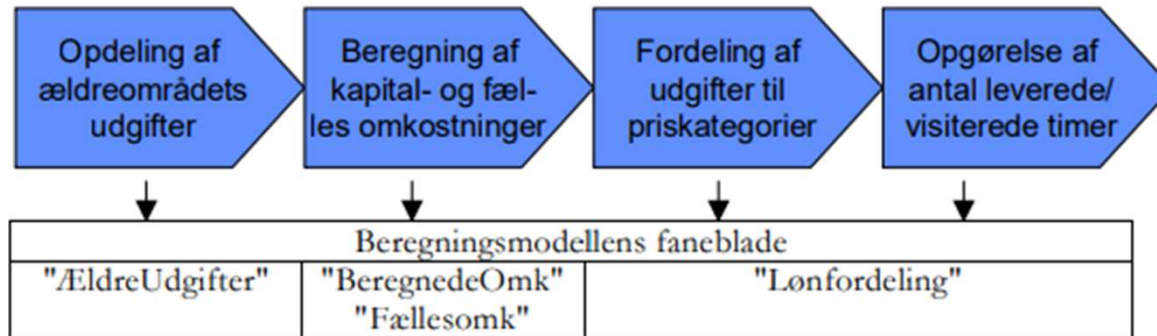 Opdeling af
ældreområdets
udgifter
Beregning af
kapital- og fæl-
les omkostninger
Fordeling af
udgifter til
priskategorier
Opgørelse af
antal leverede/
visiterede timer
Beregningsmodellens faneblade
"ÆldreUdgifter"
"BeregnedeOmk"
"Fællesomk"
"Lønfordeling"